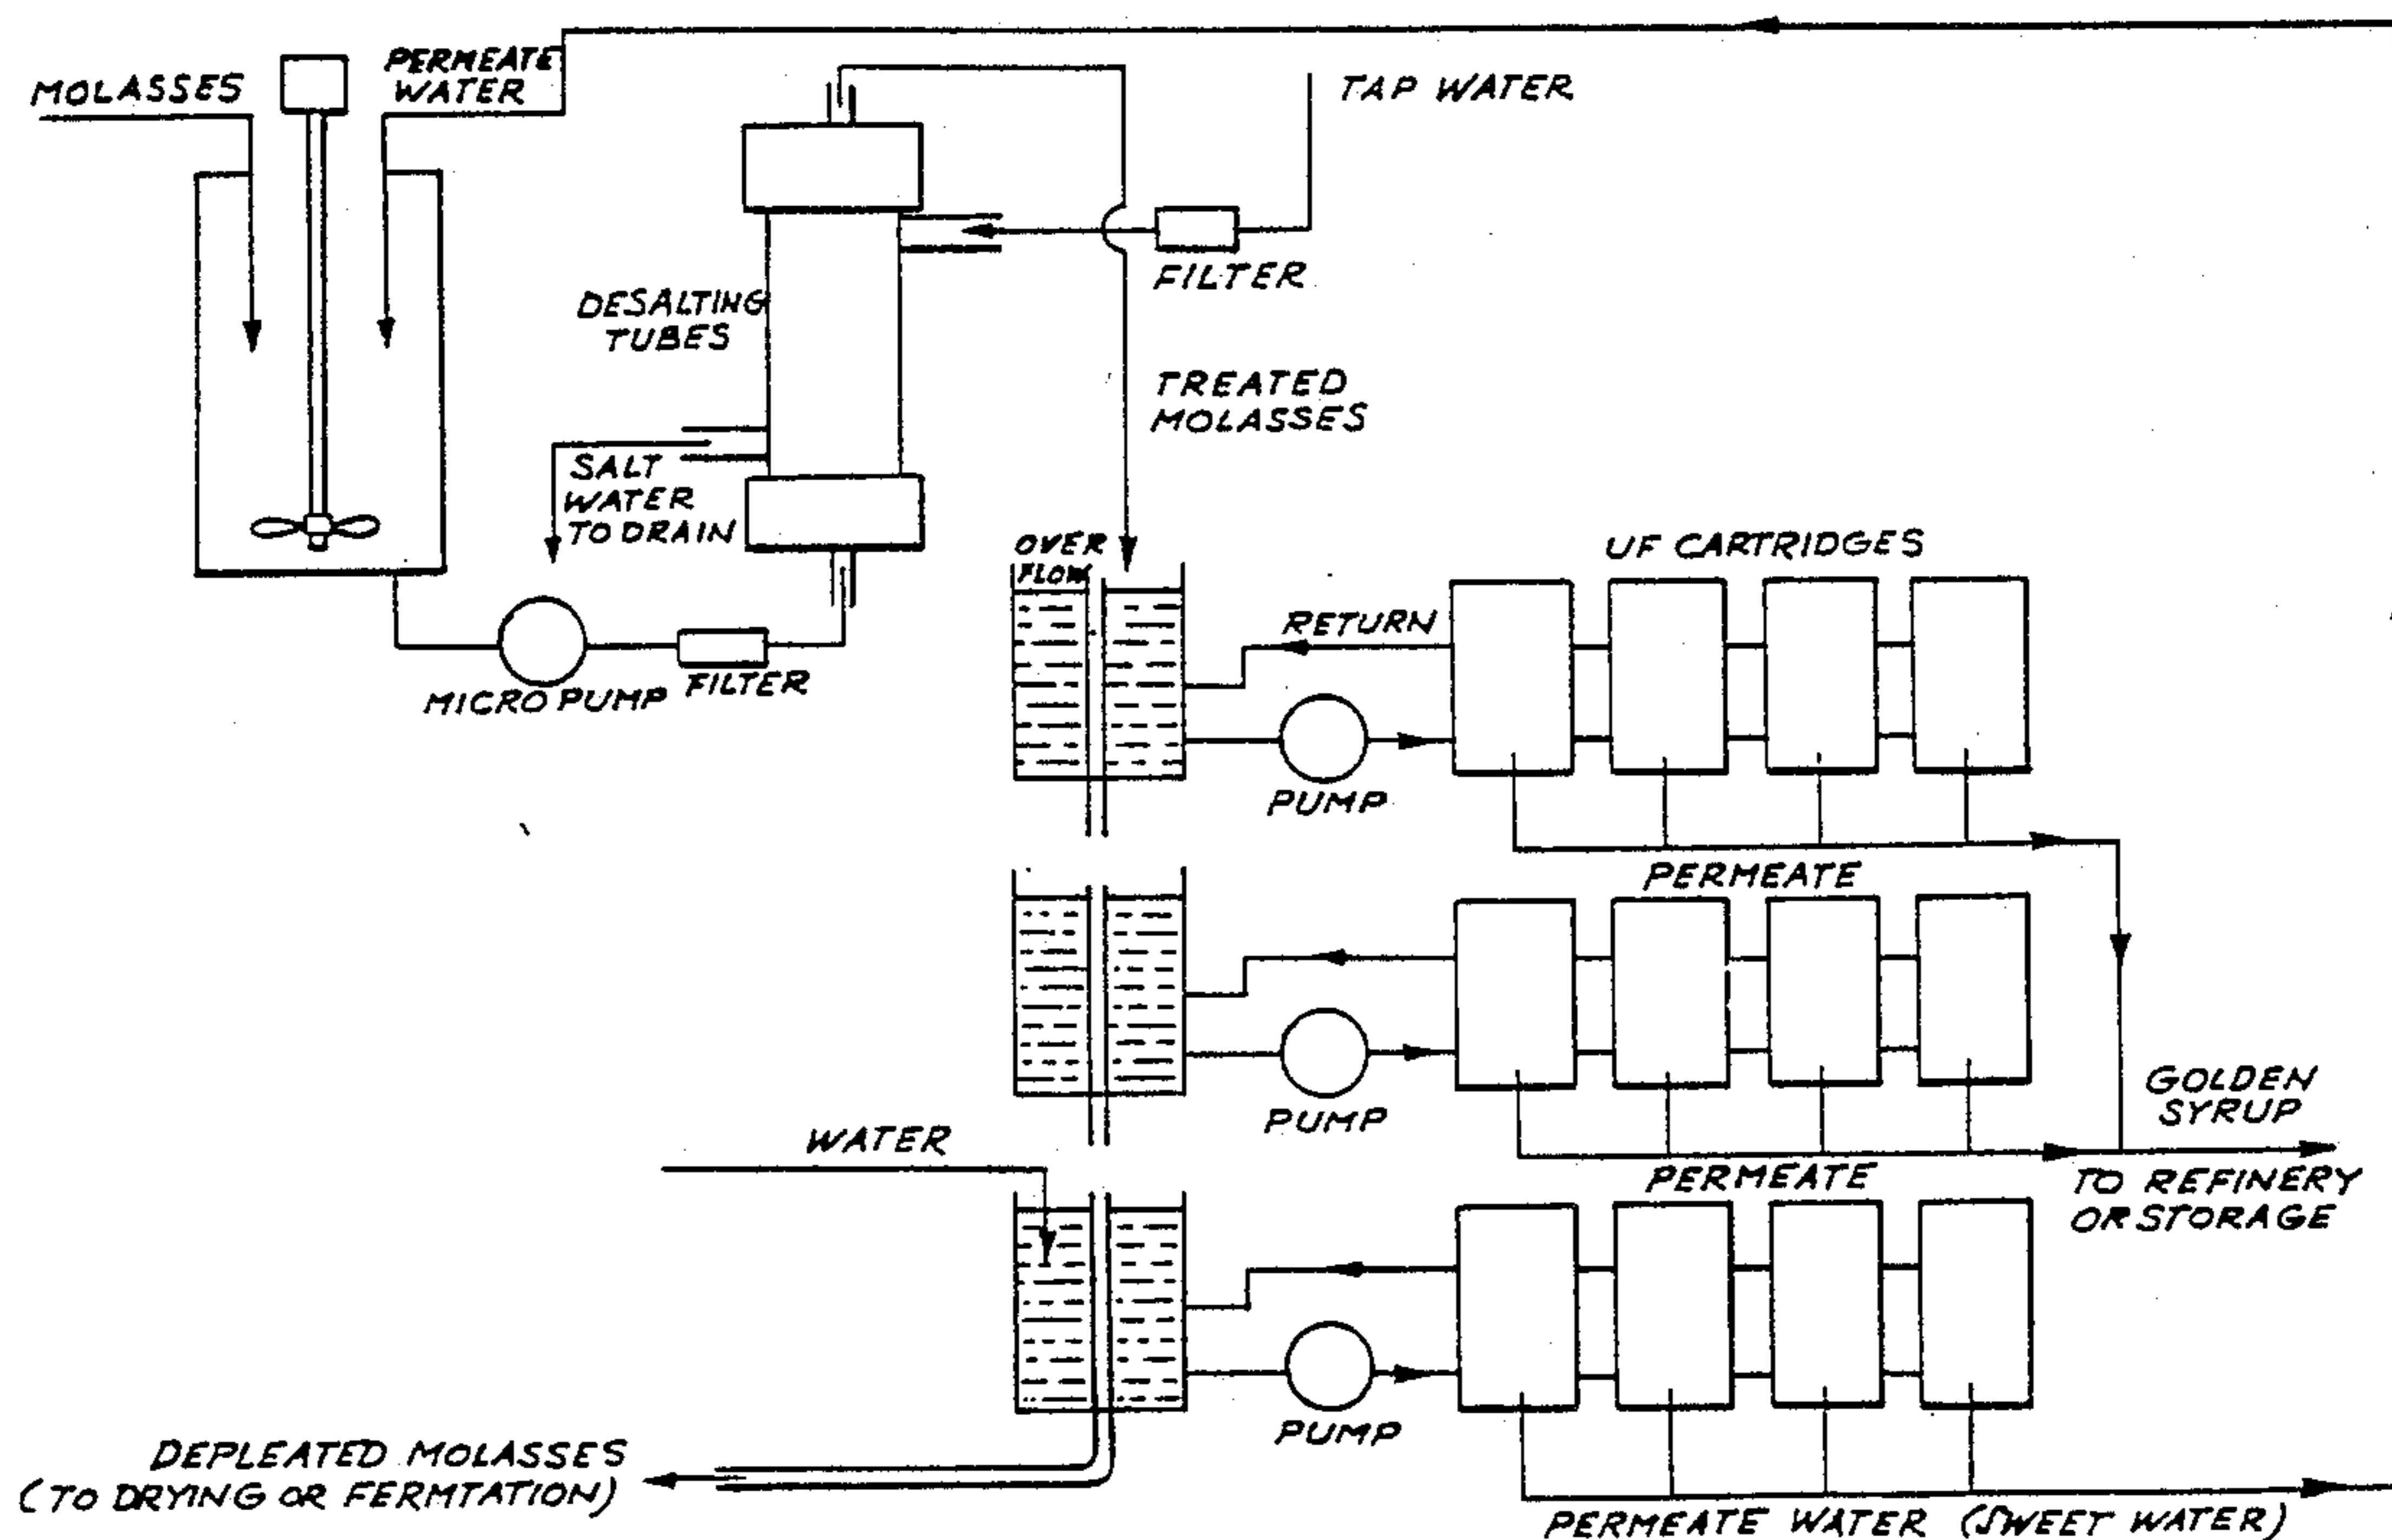 MOLASSES
PERMEATE
WATER
TAP WATER
FILTER
DESALTING
TUBES
TREATED
MOLASSES
SALT
WATER
TO DRAIN
MICRO PUMP
FILTER
OVER
FLOW
UF CARTRIDGES
RETURN
PUMP
PERMEATE
PUMP
WATER
GOLDEN
SYRUP
PERMEATE
TO REFINERY
OR STORAGE
PUMP
DEPLEATED MOLASSES
(TO DRYING OR FERMTATION)
PERMEATE WATER (SWEET WATER)